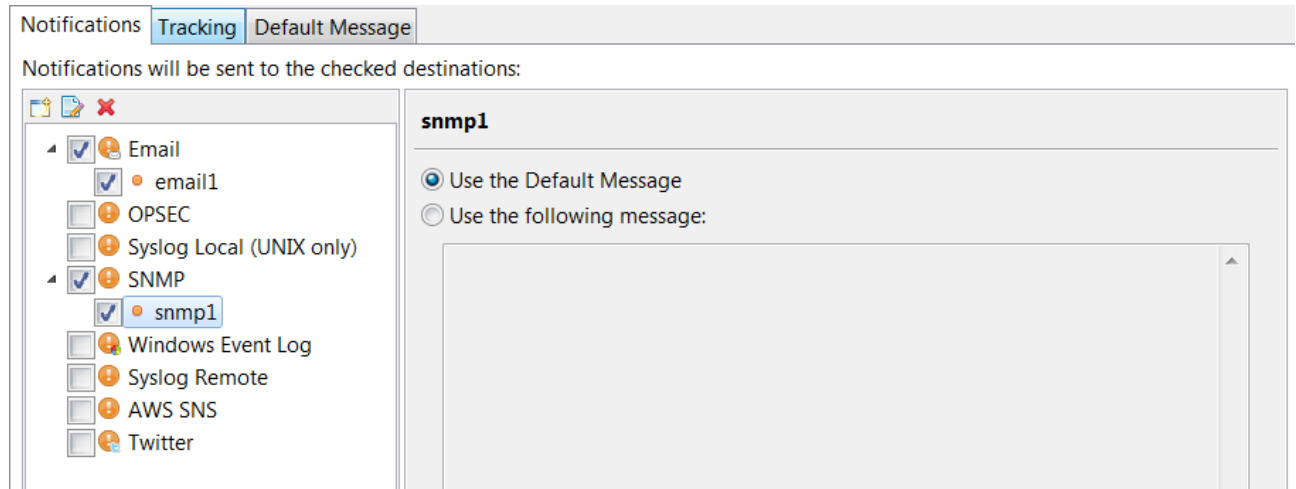 Notifications Tracking Default Message
Notifications will be sent to the checked destinations:
snmp1
Email
email1
Use the Default Message
OPSEC
Use the following message:
Syslog Local (UNIX only)
SNMP
snmp1
Windows Event Log
Syslog Remote
AWS SNS
Twitter